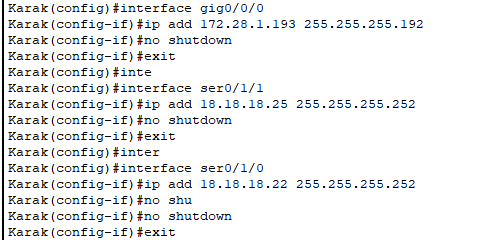 Karak(config)#interface gig0/0/0
Karak(config-if)#ip add 172.28.1.193 255.255.255.192
Karak(config-if)#no shutdown
Karak(config-if)#exit
Karak(config)#inte
Karak(config)#interface ser0/1/1
Karak(config-if)#ip add 18.18.18.25 255.255.255.252
Karak(config-if)#no shutdown
Karak(config-if)#exit
Karak(config)#inter
Karak(config)#interface ser0/1/0
Karak(config-if)#ip add 18.18.18.22 255.255.255.252
Karak(config-if)#no shu
Karak(config-if)#no shutdown
Karak(config-if)#exit